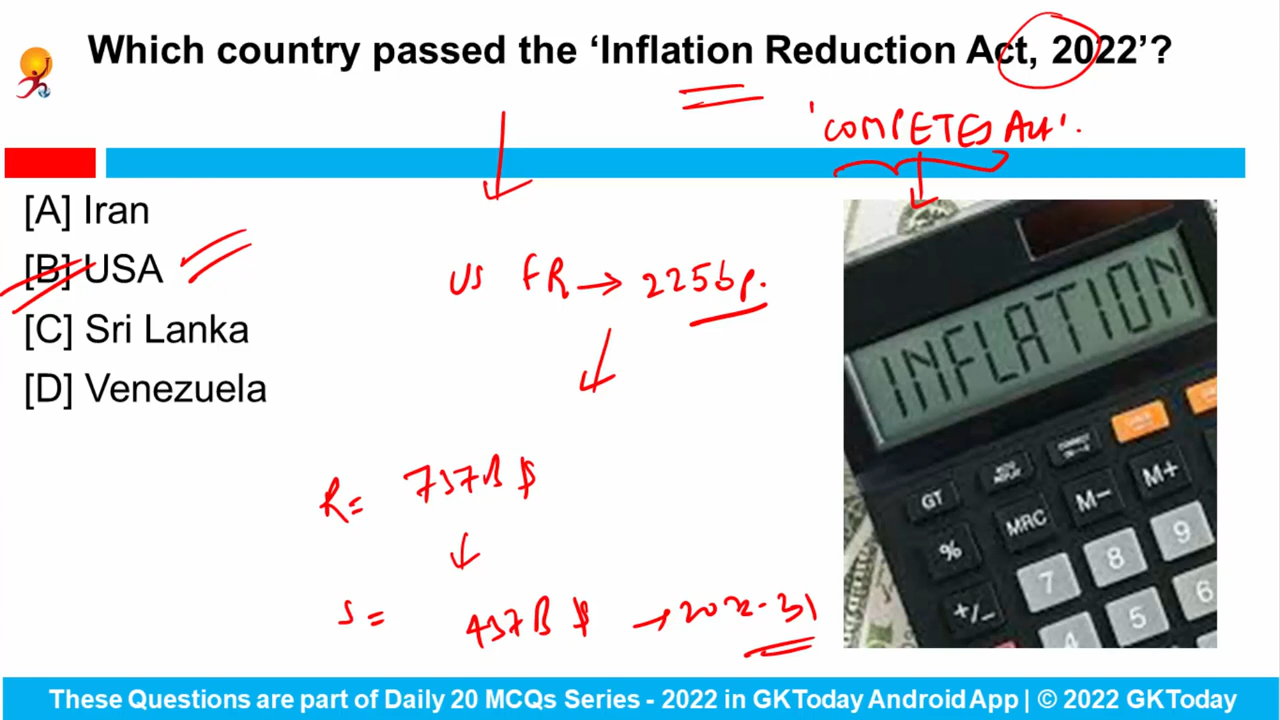 Which country passed the ‘Inflation Reduction Act, 2022’?
'COMPETES Act'.
[A] Iran
[B] USA
[C] Sri Lanka
[D] Venezuela
US FR → 225bp.
R = 737B $
S = 437B $ →
INFLATION
GT
MRC
M-
M+
%
7
8
9
+/-
4
5
6
These Questions are part of Daily 20 MCQs Series - 2022 in GKToday Android App | © 2022 GKToday